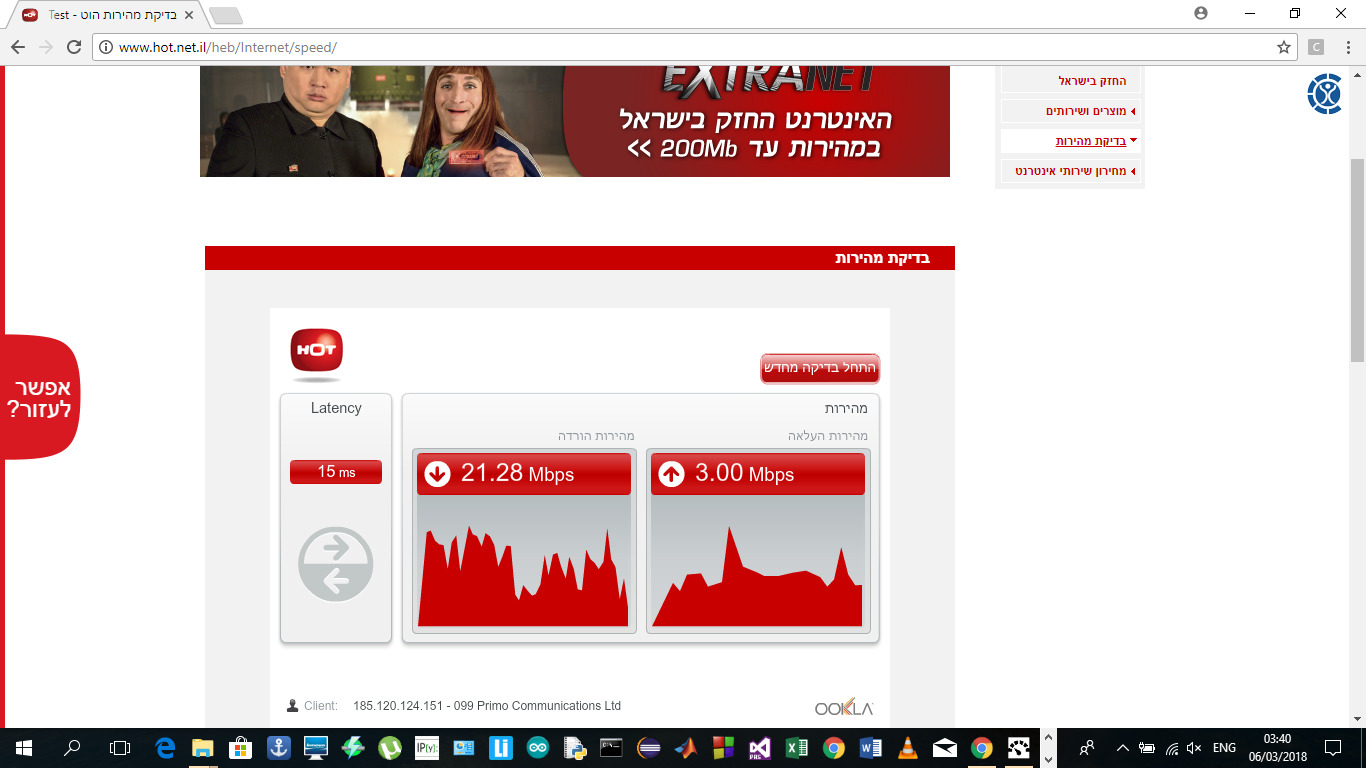 בדיקת מהירות הוט - Test
www.hot.net.il/heb/Internet/speed/
C
EXTRANET
האינטרנט החזק בישראל
במהירות עד 200Mb >>
החזק בישראל
מוצרים ושירותים
בדיקת מהירות
מחירון שירותי אינטרנט
בדיקת מהירות
אפשר
לעזור?
HOT
התחל בדיקה מחדש
Latency
15 ms
מהירות
מהירות הורדה
מהירות העלאה
21.28 Mbps
3.00 Mbps
Client: 185.120.124.151 - 099 Primo Communications Ltd
OOKLA
ENG
03:40
06/03/2018